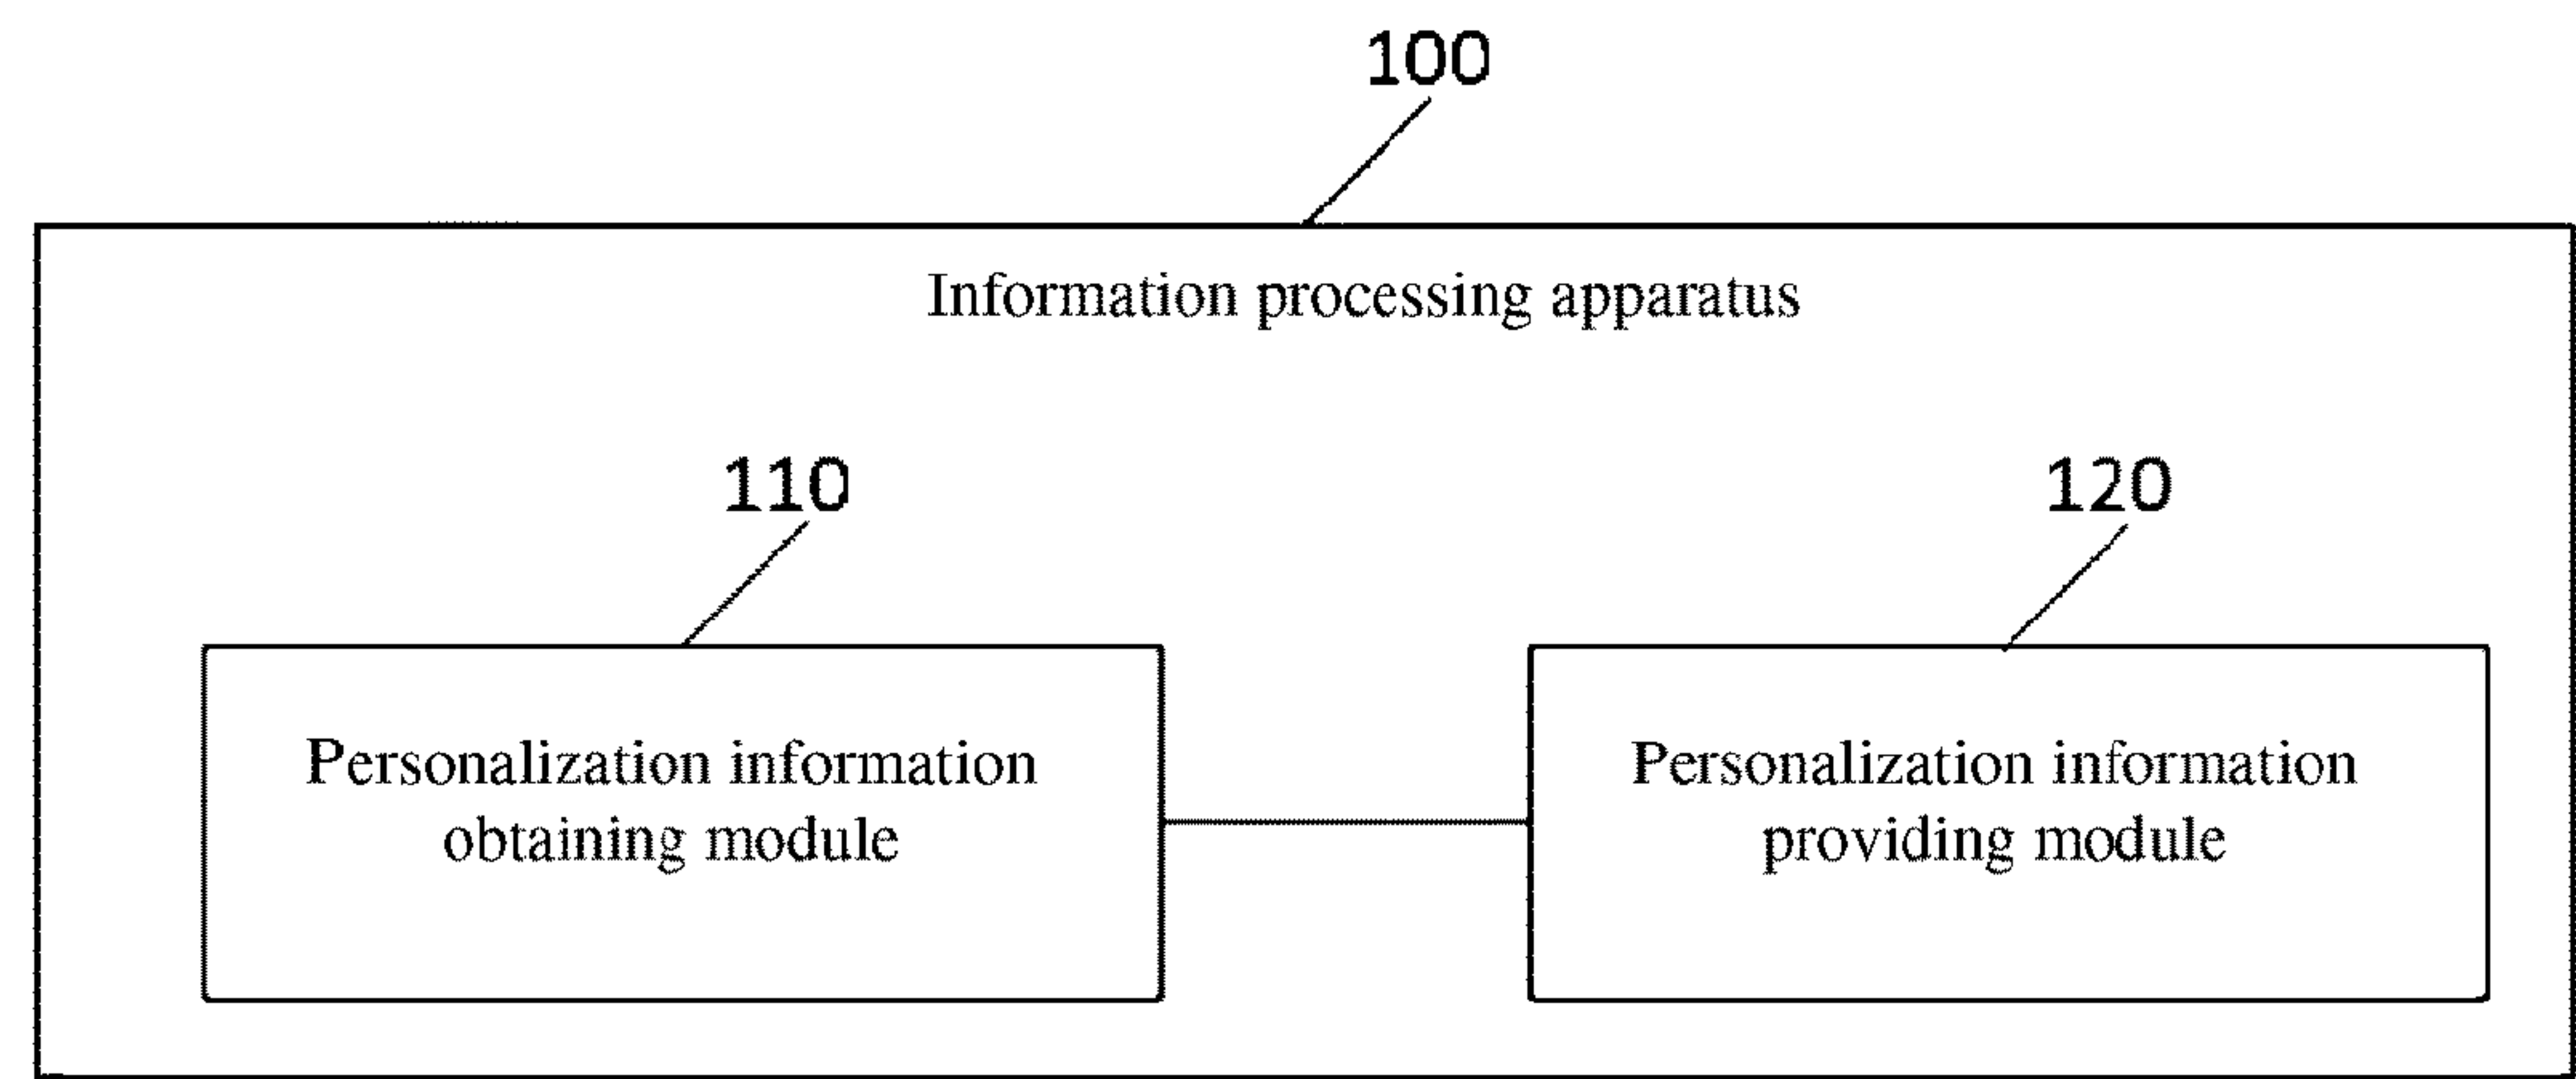 100
Information processing apparatus
110
120
Personalization information
obtaining module
Personalization information
providing module